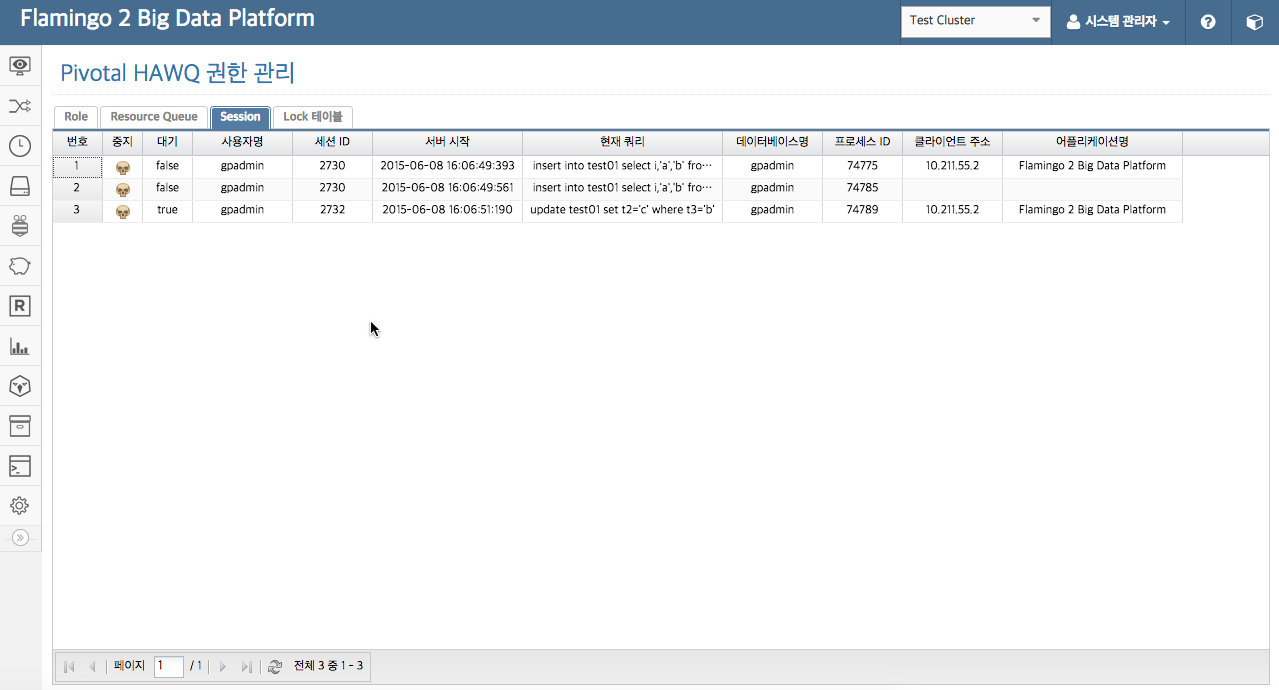 Flamingo 2 Big Data Platform
Test Cluster
시스템 관리자
Pivotal HAWQ 권한 관리
Role Resource Queue Session Lock 테이블
번호 중지 대기 사용자명 세션 ID 서버 시작 현재 쿼리 데이터베이스명 프로세스 ID 클라이언트 주소 어플리케이션명
1 false gpadmin 2730 2015-06-08 16:06:49:393 insert into test01 select i,'a','b' fro⋯ gpadmin 74775 10.211.55.2 Flamingo 2 Big Data Platform
2 false gpadmin 2730 2015-06-08 16:06:49:561 insert into test01 select i,'a','b' fro⋯ gpadmin 74785
3 true gpadmin 2732 2015-06-08 16:06:51:190 update test01 set t2='c' where t3='b' gpadmin 74789 10.211.55.2 Flamingo 2 Big Data Platform
R
페이지 1 / 1 전체 3 중 1 - 3